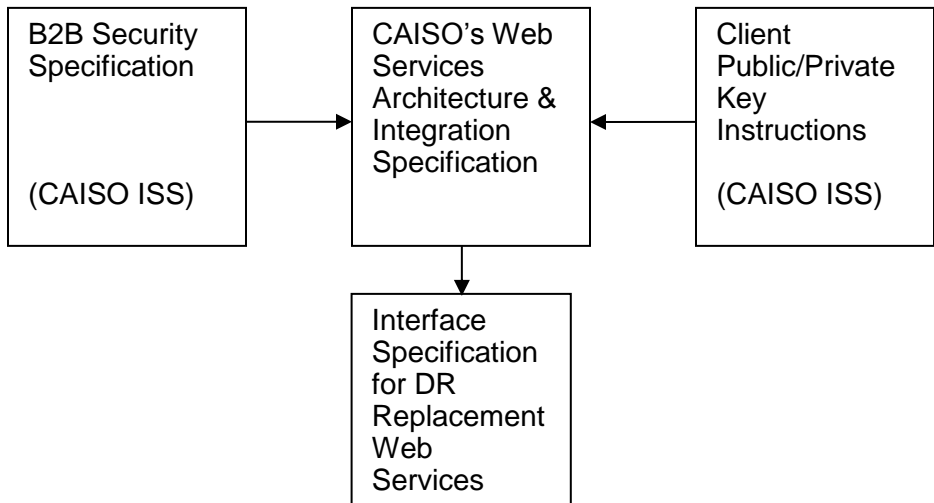 B2B Security
Specification
(CAISO ISS)
CAISO’s Web
Services
Architecture &
Integration
Specification
Client
Public/Private
Key
Instructions
(CAISO ISS)
Interface
Specification
for DR
Replacement
Web
Services